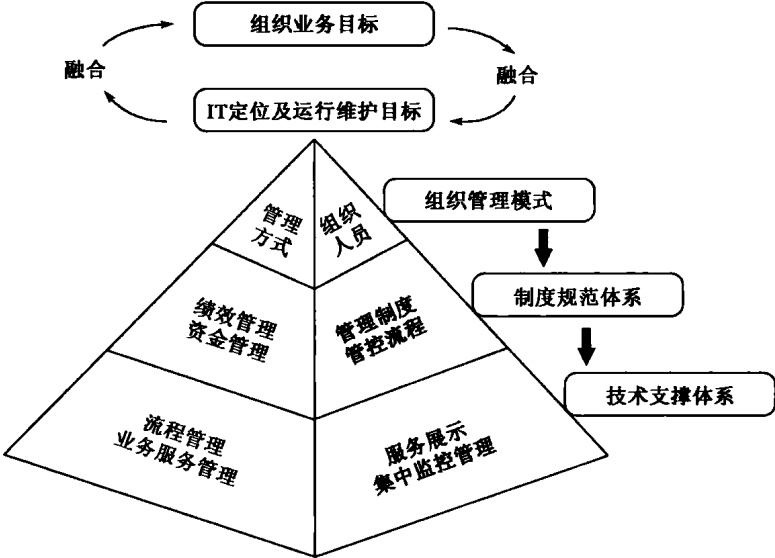 组织业务目标
融合
融合
IT定位及运行维护目标
管理
方式
组织
人员
组织管理模式
绩效管理
资金管理
管理制度
管控流程
制度规范体系
流程管理
业务服务管理
服务展示
集中监控管理
技术支撑体系